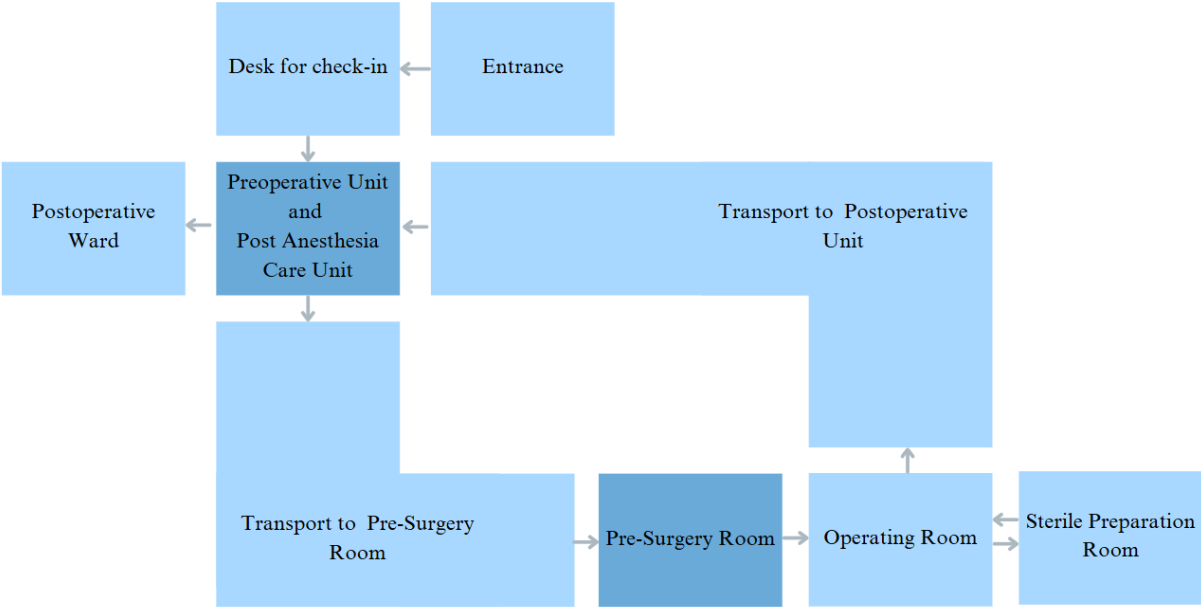 Desk for check-in
Entrance
Postoperative
Ward
Preoperative Unit
and
Post Anesthesia
Care Unit
Transport to  Postoperative
Unit
Transport to  Pre-Surgery
Room
Pre-Surgery Room
Operating Room
Sterile Preparation
Room